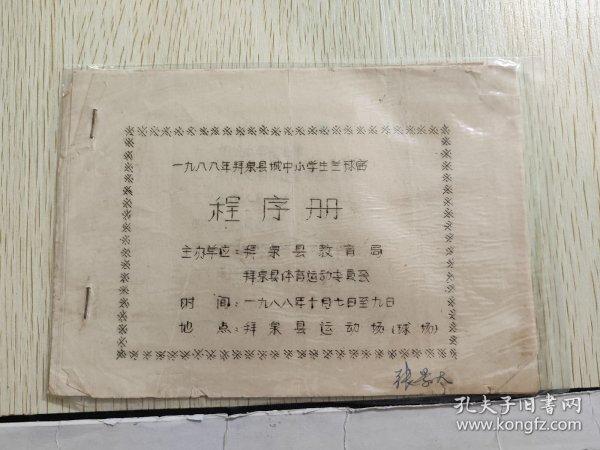 一九八八年拜泉县城中小学生兰球赛
程序册
主办单位：拜泉县教育局
拜泉县体育运动委员会
时间：一九八八年十月七日至九日
地点：拜泉县运动场(球场)
孔夫子旧书网
www.kongfz.com